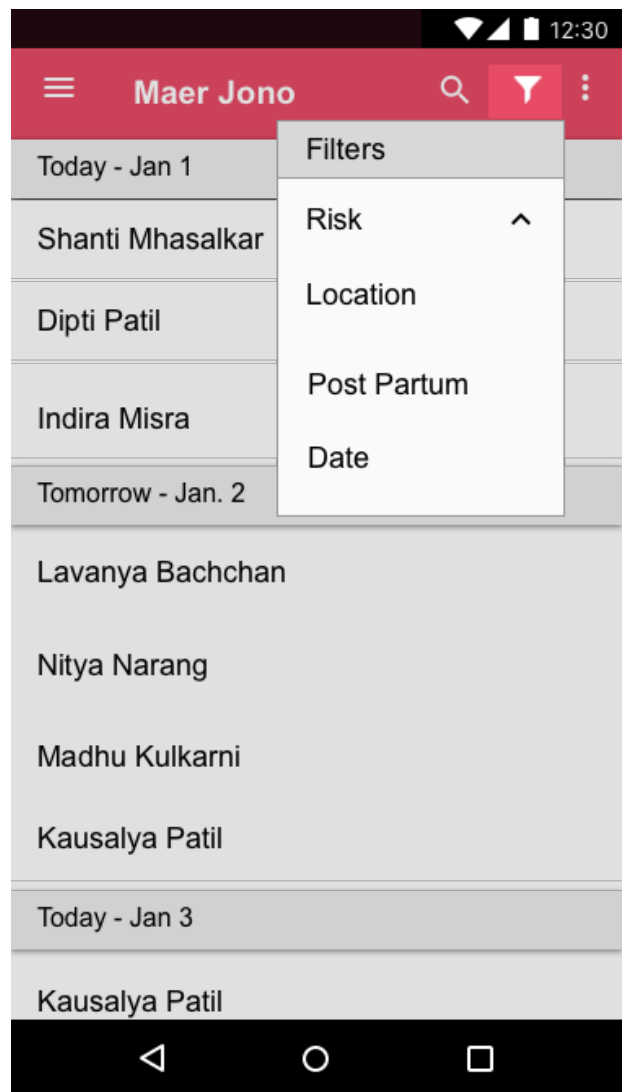 12:30
Maer Jono
Filters
Risk
Location
Post Partum
Date
Today - Jan 1
Shanti Mhasalkar
Dipti Patil
Indira Misra
Tomorrow - Jan. 2
Lavanya Bachchan
Nitya Narang
Madhu Kulkarni
Kausalya Patil
Today - Jan 3
Kausalya Patil